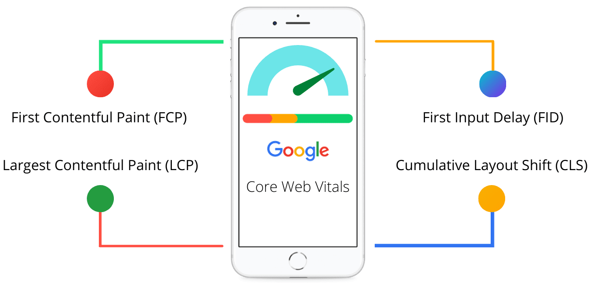 First Contentful Paint (FCP)
Largest Contentful Paint (LCP)
Google
Core Web Vitals
First Input Delay (FID)
Cumulative Layout Shift (CLS)